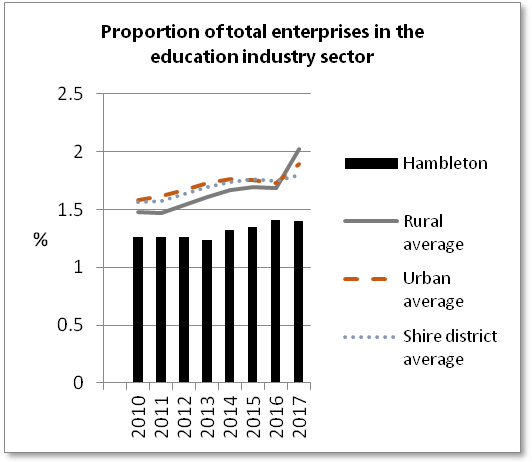 Proportion of total enterprises in the
education industry sector
2.5
2
1.5
1
0.5
0
%
2010
2011
2012
2013
2014
2015
2016
2017
Hambleton
Rural
average
Urban
average
Shire district
average